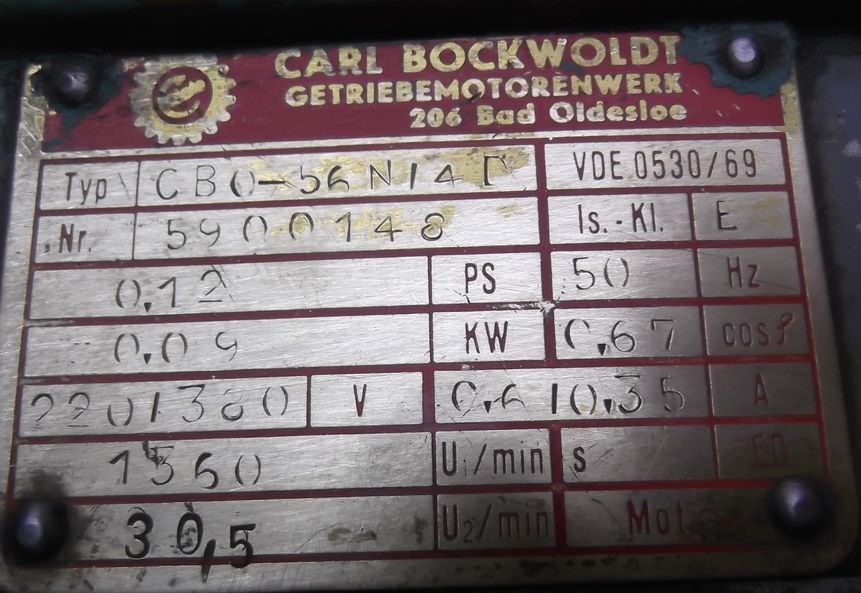 CARL BOCKWOLDT
GETRIEBEMOTORENWERK
206 Bad Oldesloe
Typ CB0-56N/4D VDE 0530/69
Nr. 5900148 Is.-Kl. E
0,12 PS 50 Hz
0,09 KW 0,67 cosφ
220/380 V 0,6/0,35 A
1360 U₁/min S ED
30,5 U₂/min Mot.